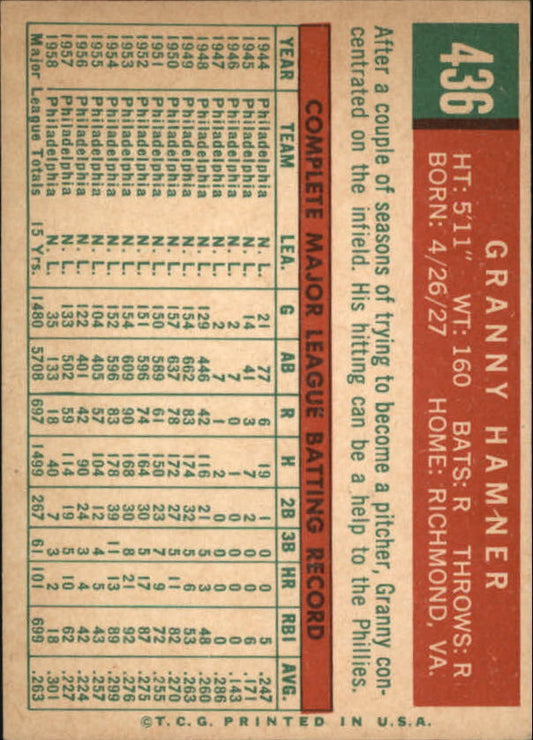 436
GRANNY HAMNER
HT: 5'11" WT: 160 BATS: R THROWS: R
BORN: 4/26/27 HOME: RICHMOND, VA.
After a couple of seasons of trying to become a pitcher, Granny con-
centrated on the infield. His hitting can be a help to the Phillies.
COMPLETE MAJOR LEAGUE BATTING RECORD
YEAR TEAM LEA. G AB R H 2B 3B HR RBI AVG.
1944 Philadelphia N. L. 21 77 6 19 1 0 0 5 .247
1945 Philadelphia N. L. 14 41 3 7 2 0 0 6 .171
1946 Philadelphia N. L. 2 7 0 1 0 0 0 0 .143
1947 Philadelphia N. L. 2 7 1 2 0 0 0 0 .286
1948 Philadelphia N. L. 129 446 42 116 21 5 3 48 .260
1949 Philadelphia N. L. 154 662 83 174 32 5 6 53 .263
1950 Philadelphia N. L. 157 637 78 172 27 5 11 82 .270
1951 Philadelphia N. L. 150 589 61 150 23 7 9 72 .255
1952 Philadelphia N. L. 151 596 74 164 30 5 17 87 .275
1953 Philadelphia N. L. 154 609 90 168 30 8 21 92 .276
1954 Philadelphia N. L. 152 596 83 178 39 11 13 89 .299
1955 Philadelphia N. L. 104 405 57 104 12 4 5 43 .257
1956 Philadelphia N. L. 122 401 42 90 24 3 4 42 .224
1957 Philadelphia N. L. 133 502 59 114 19 5 10 62 .227
1958 Philadelphia N. L. 35 133 18 40 7 3 2 18 .301
Major League Totals 15 Yrs. 1480 5708 697 1499 267 61 101 699 .263
©T.C.G. PRINTED IN U.S.A.